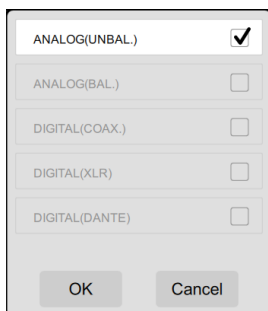 ANALOG(UNBAL.)
ANALOG(BAL.)
DIGITAL(COAX.)
DIGITAL(XLR)
DIGITAL(DANTE)
OK Cancel